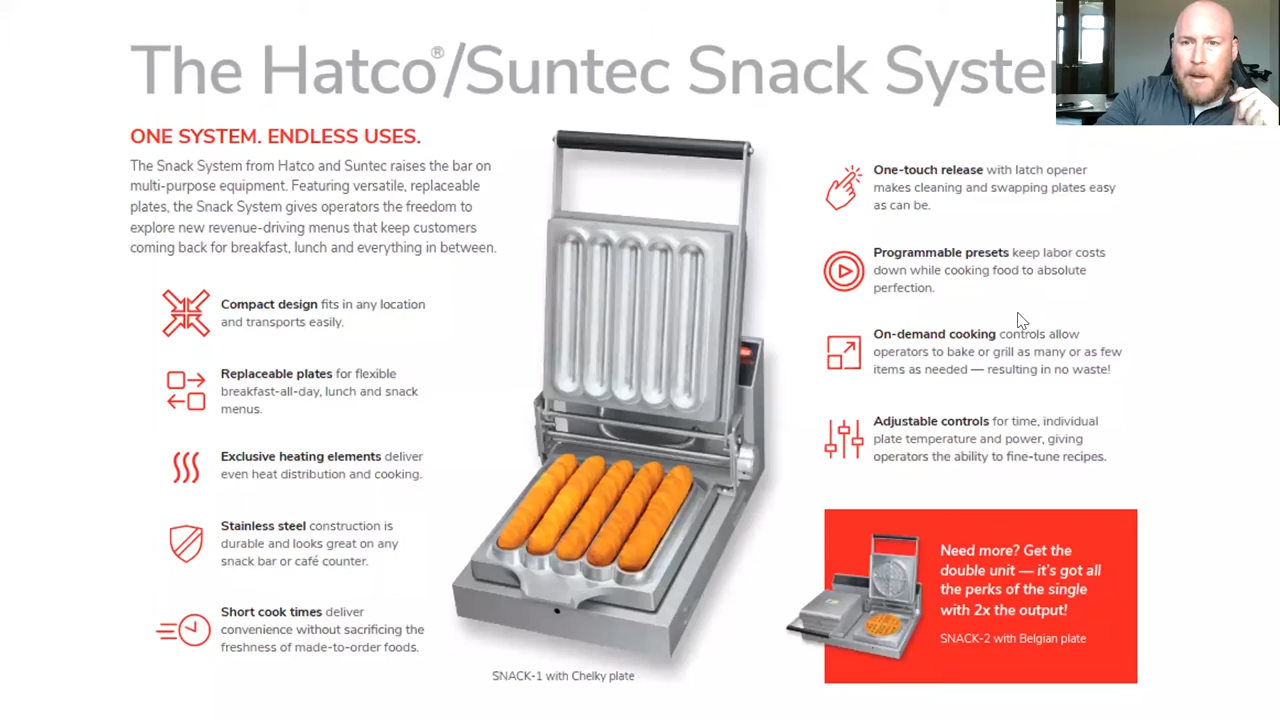 The Hatco®/Suntec Snack System
ONE SYSTEM. ENDLESS USES.
The Snack System from Hatco and Suntec raises the bar on
multi-purpose equipment. Featuring versatile, replaceable
plates, the Snack System gives operators the freedom to
explore new revenue-driving menus that keep customers
coming back for breakfast, lunch and everything in between.
Compact design fits in any location
and transports easily.
Replaceable plates for flexible
breakfast-all-day, lunch and snack
menus.
Exclusive heating elements deliver
even heat distribution and cooking.
Stainless steel construction is
durable and looks great on any
snack bar or café counter.
Short cook times deliver
convenience without sacrificing the
freshness of made-to-order foods.
SNACK-1 with Chelky plate
One-touch release with latch opener
makes cleaning and swapping plates easy
as can be.
Programmable presets keep labor costs
down while cooking food to absolute
perfection.
On-demand cooking controls allow
operators to bake or grill as many or as few
items as needed — resulting in no waste!
Adjustable controls for time, individual
plate temperature and power, giving
operators the ability to fine-tune recipes.
Need more? Get the
double unit — it's got all
the perks of the single
with 2x the output!
SNACK-2 with Belgian plate